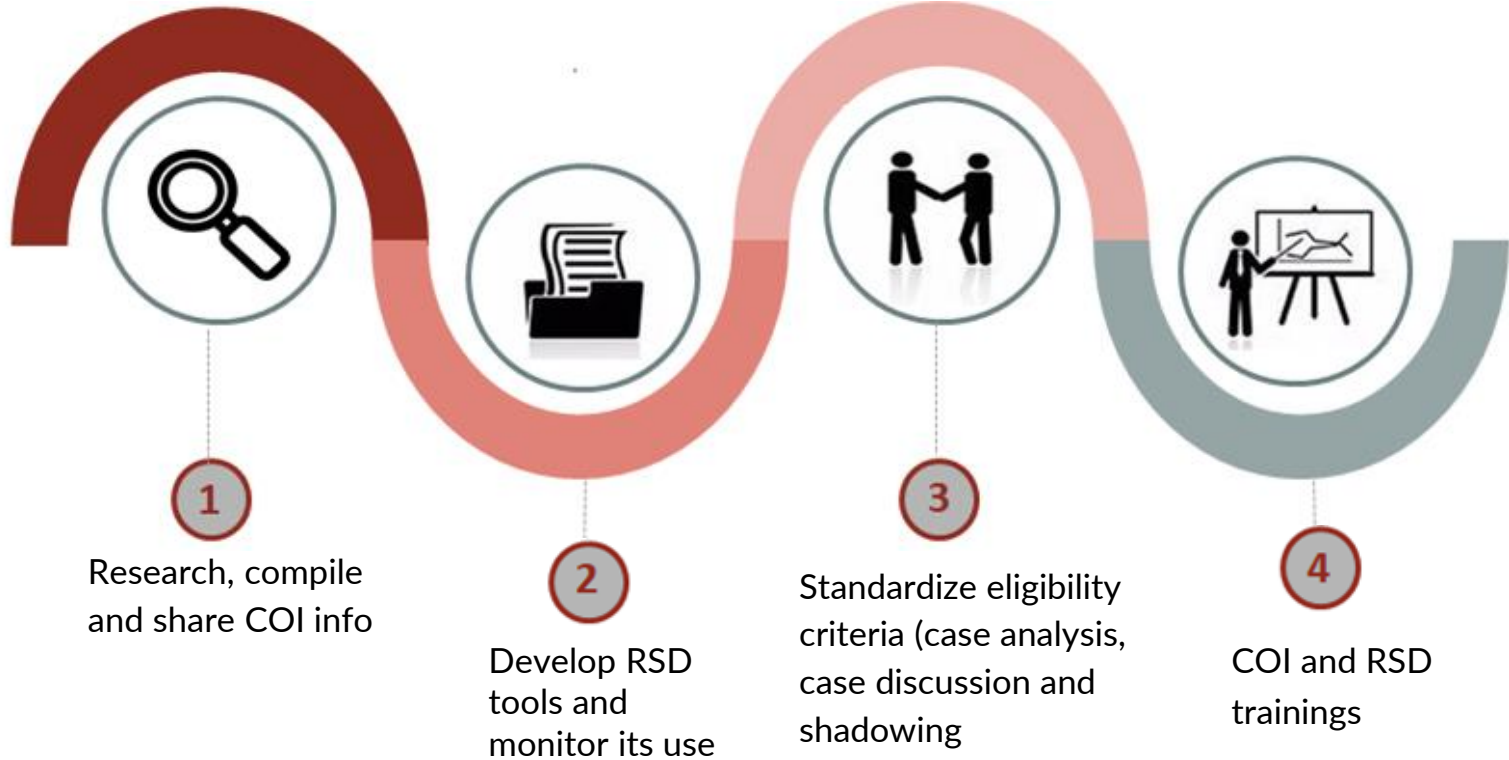 1
Research, compile
and share COI info
2
Develop RSD
tools and
monitor its use
3
Standardize eligibility
criteria (case analysis,
case discussion and
shadowing
4
COI and RSD
trainings